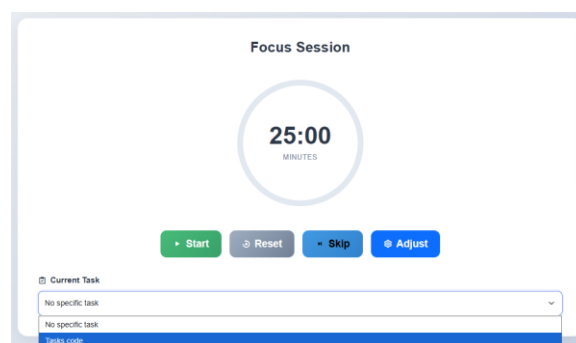 Focus Session
25:00
MINUTES
Start Reset Skip Adjust
Current Task
No specific task
No specific task
Tasks code